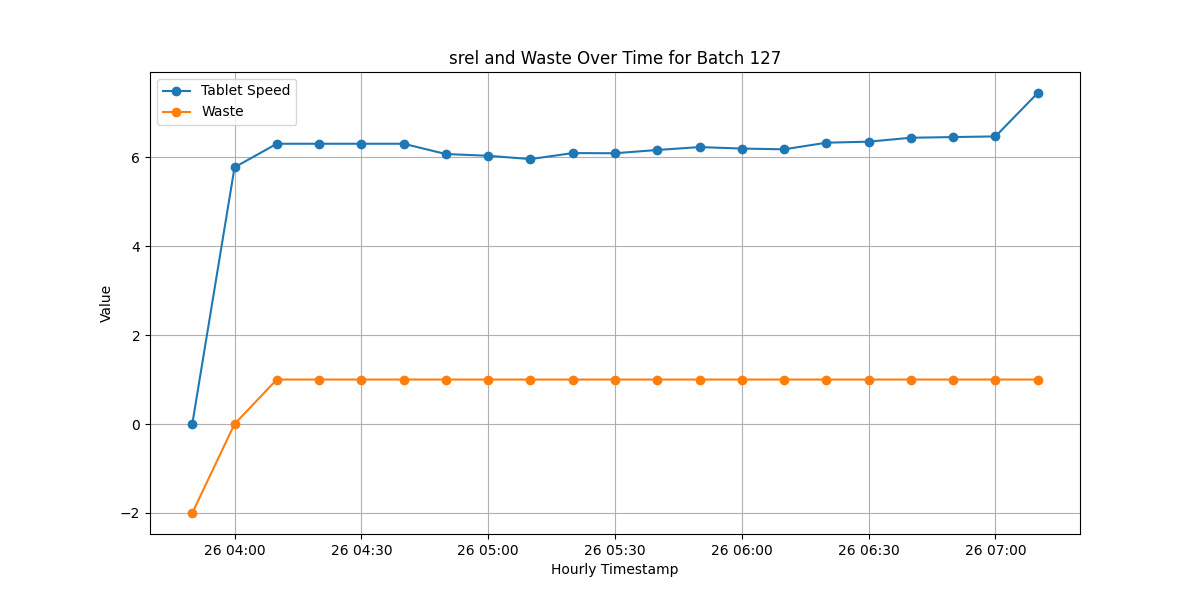 srel and Waste Over Time for Batch 127
Tablet Speed
Waste
Value
6
4
2
0
−2
26 04:00 26 04:30 26 05:00 26 05:30 26 06:00 26 06:30 26 07:00
Hourly Timestamp